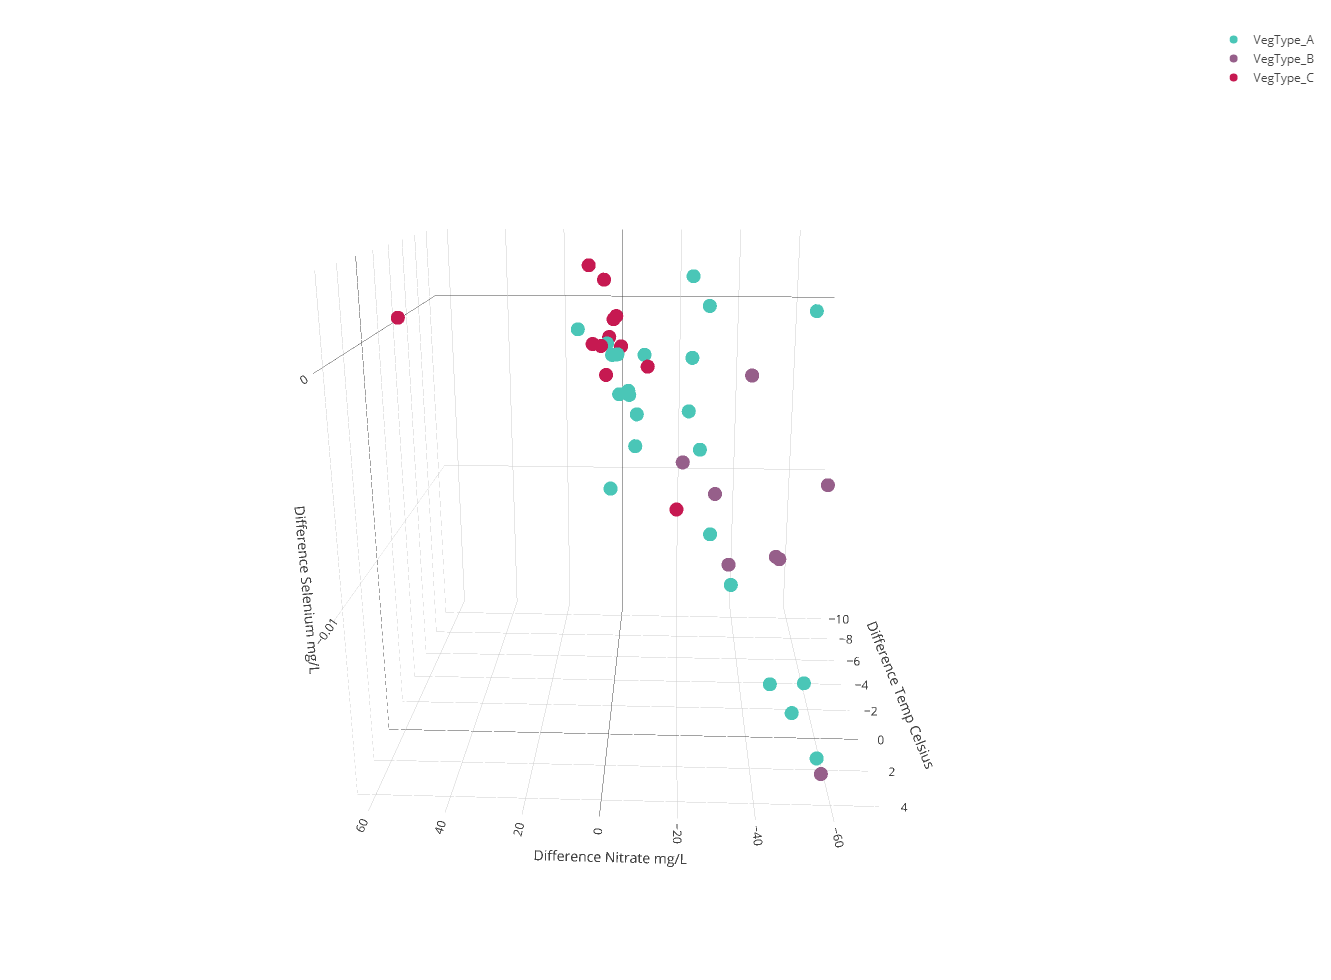 VegType_A
VegType_B
VegType_C
0
−0.01
Difference Selenium mg/L
−10
−8
−6
−4
−2
0
2
4
Difference Temp Celsius
60
40
20
0
−20
−40
−60
Difference Nitrate mg/L